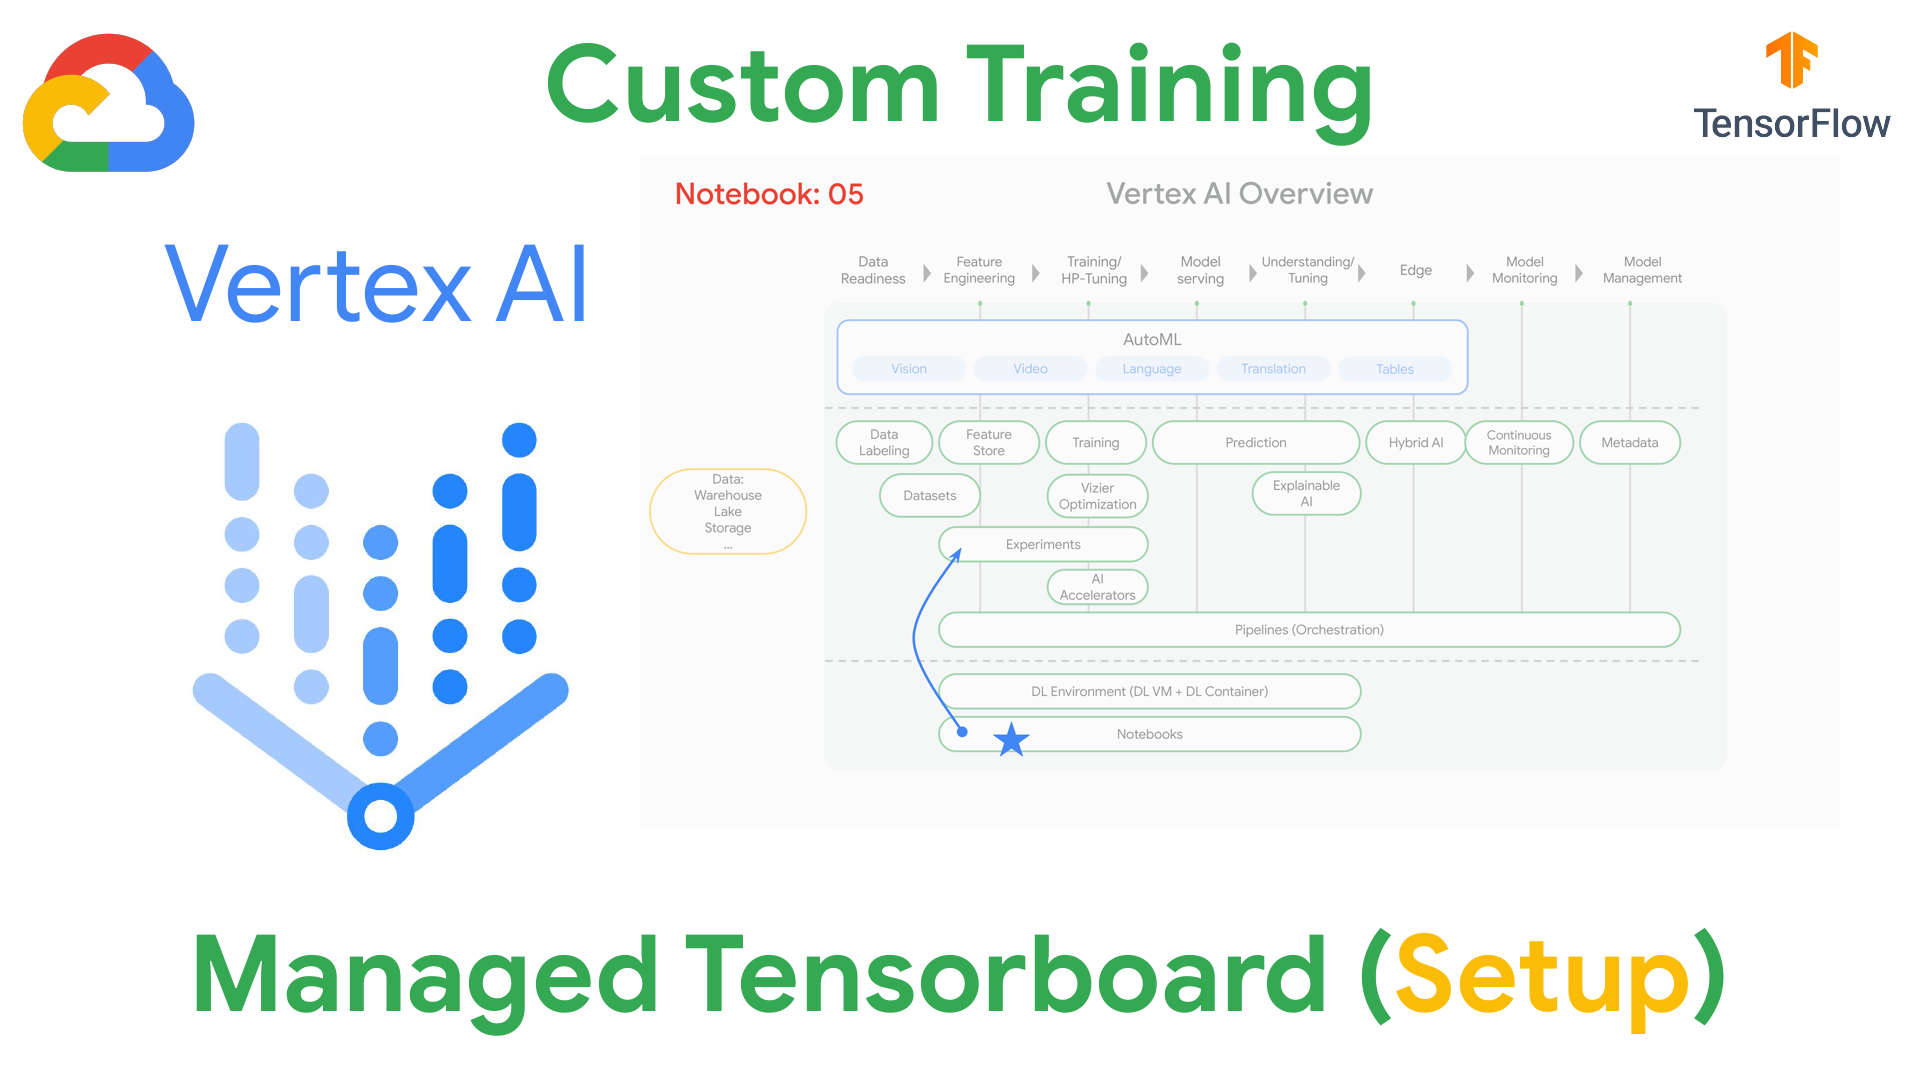 Custom Training
TensorFlow
Notebook: 05
Vertex AI Overview
Vertex AI
Data
Readiness
Feature
Engineering
Training/
HP-Tuning
Model
serving
Understanding/
Tuning
Edge
Model
Monitoring
Model
Management
AutoML
Vision
Video
Language
Translation
Tables
Data
Labeling
Feature
Store
Training
Prediction
Hybrid AI
Continuous
Monitoring
Metadata
Data:
Warehouse
Lake
Storage
...
Datasets
Vizier
Optimization
Explainable
AI
Experiments
AI
Accelerators
Pipelines (Orchestration)
DL Environment (DL VM + DL Container)
Notebooks
Managed Tensorboard (Setup)